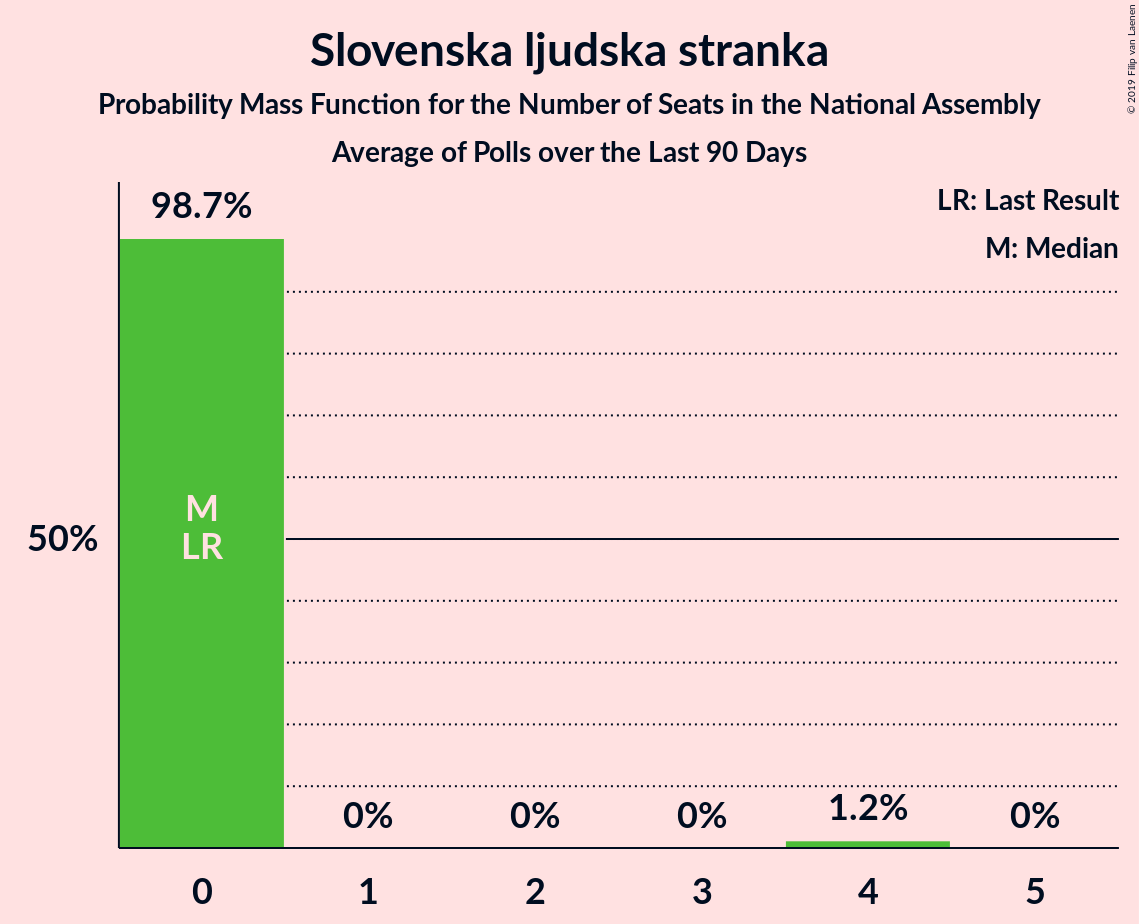 Slovenska ljudska stranka
Probability Mass Function for the Number of Seats in the National Assembly
Average of Polls over the Last 90 Days
© 2019 Filip van Laenen
LR: Last Result
M: Median
98.7%
M
LR
50%
0%
0%
0%
1.2%
0%
0
1
2
3
4
5